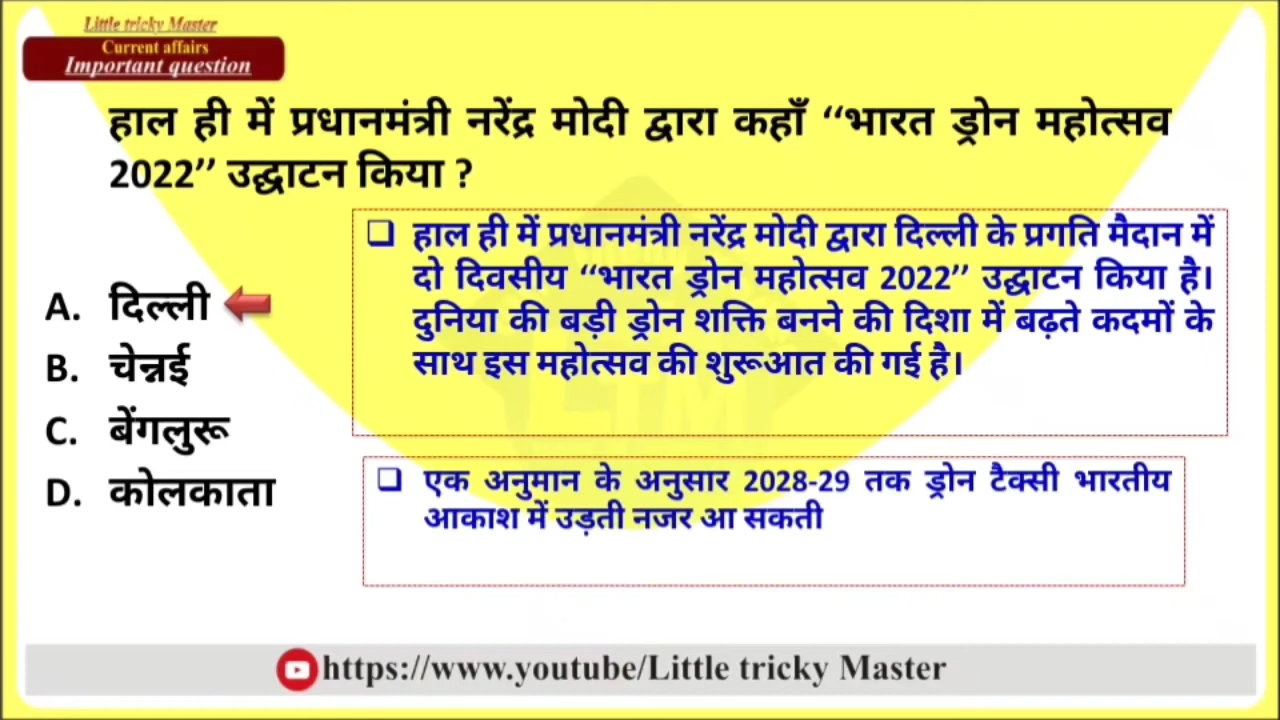 Little tricky Master
Current affairs
Important question
हाल ही में प्रधानमंत्री नरेंद्र मोदी द्वारा कहाँ “भारत ड्रोन महोत्सव
2022” उद्घाटन किया ?
A. दिल्ली
B. चेन्नई
C. बेंगलुरू
D. कोलकाता
हाल ही में प्रधानमंत्री नरेंद्र मोदी द्वारा दिल्ली के प्रगति मैदान में
दो दिवसीय “भारत ड्रोन महोत्सव 2022” उद्घाटन किया है।
दुनिया की बड़ी ड्रोन शक्ति बनने की दिशा में बढ़ते कदमों के
साथ इस महोत्सव की शुरूआत की गई है।
LTM
एक अनुमान के अनुसार 2028-29 तक ड्रोन टैक्सी भारतीय
आकाश में उड़ती नजर आ सकती
https://www.youtube/Little tricky Master